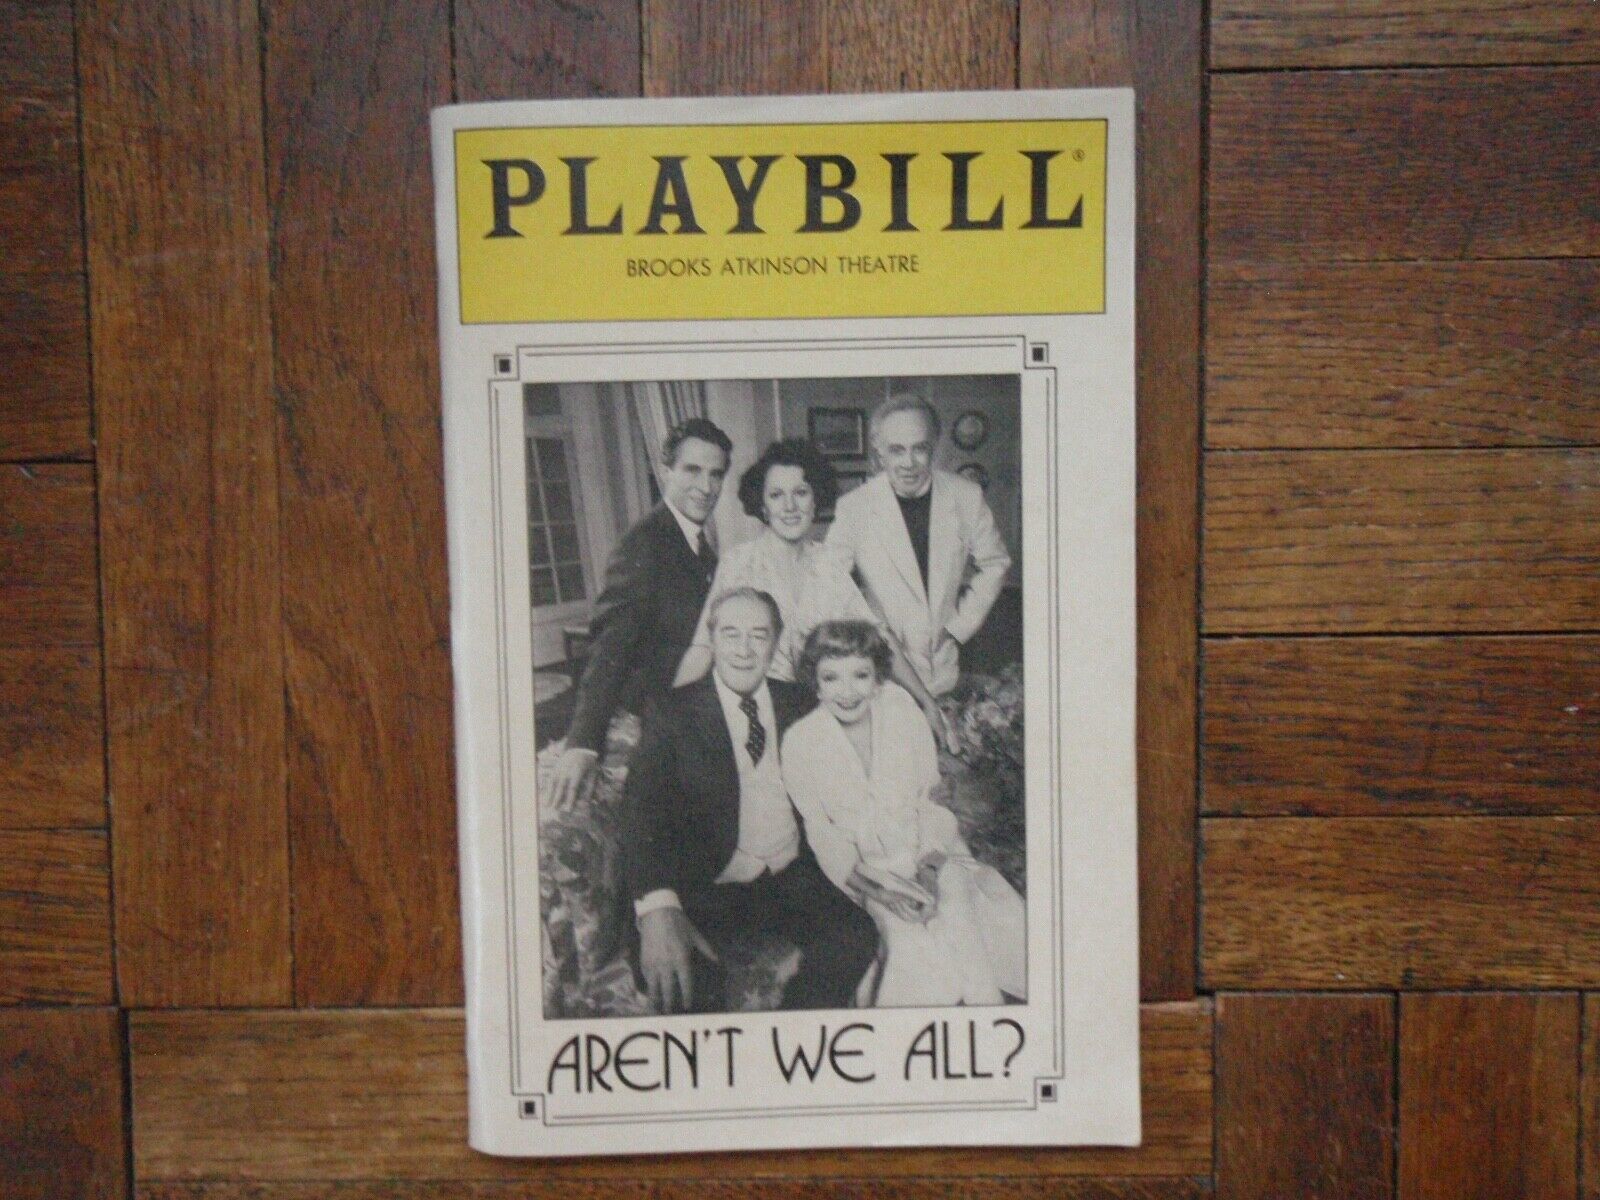 PLAYBILL®
BROOKS ATKINSON THEATRE
AREN'T WE ALL?